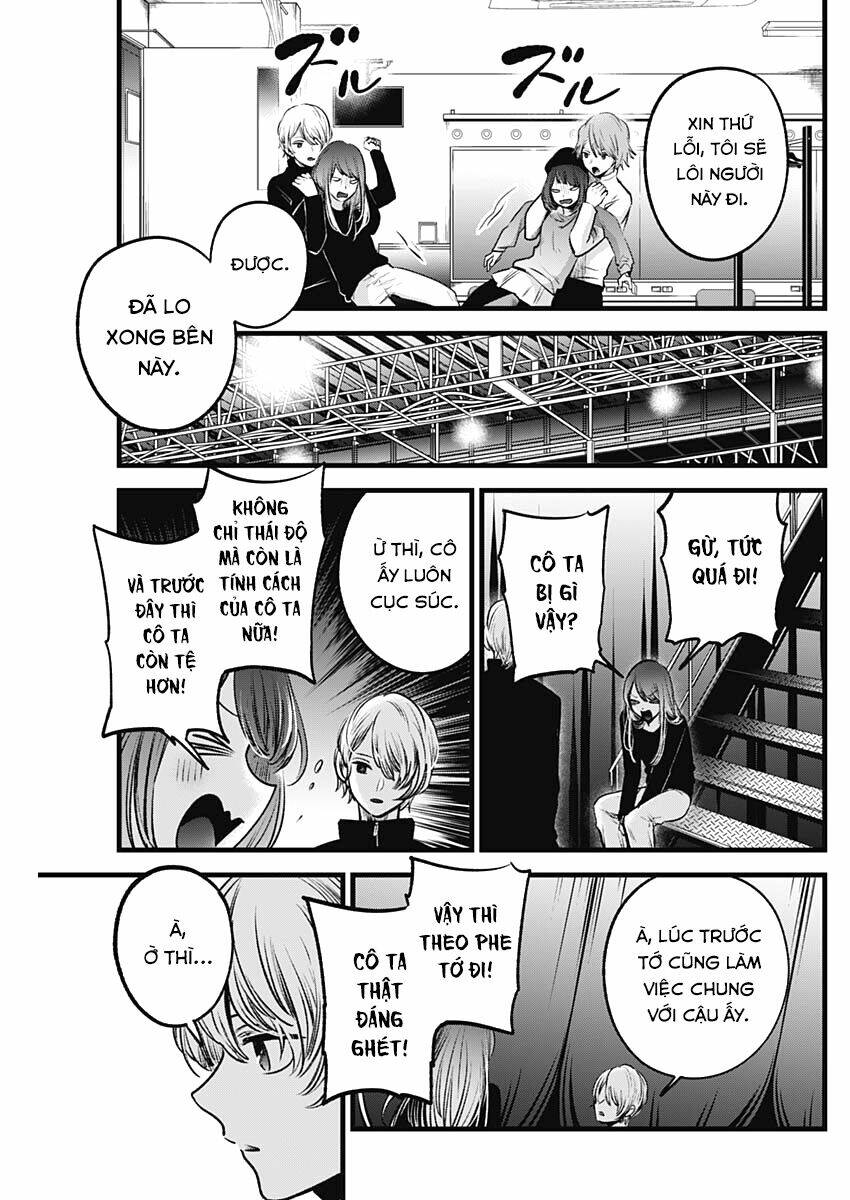 ズル
ズル
XIN THỨ
LỖI, TÔI SẼ
LÔI NGƯỜI
NÀY ĐI.
ĐƯỢC.
ĐÃ LO
XONG BÊN
NÀY.
GỪ, TỨC
QUÁ ĐI!
CÔ TA
BỊ GÌ
VẬY?
Ừ THÌ, CÔ
ẤY LUÔN
CỤC SÚC.
KHÔNG
CHỈ THÁI ĐỘ
MÀ CÒN LÀ
TÍNH CÁCH
CỦA CÔ TA
NỮA!
VÀ TRƯỚC
ĐÂY THÌ
CÔ TA
CÒN TỆ
HƠN!
À, LÚC TRƯỚC
TỚ CŨNG LÀM
VIỆC CHUNG
VỚI CẬU ẤY.
VẬY THÌ
THEO PHE
TỚ ĐI!
CÔ TA
THẬT
ĐÁNG
GHÉT!
À,
Ờ THÌ...